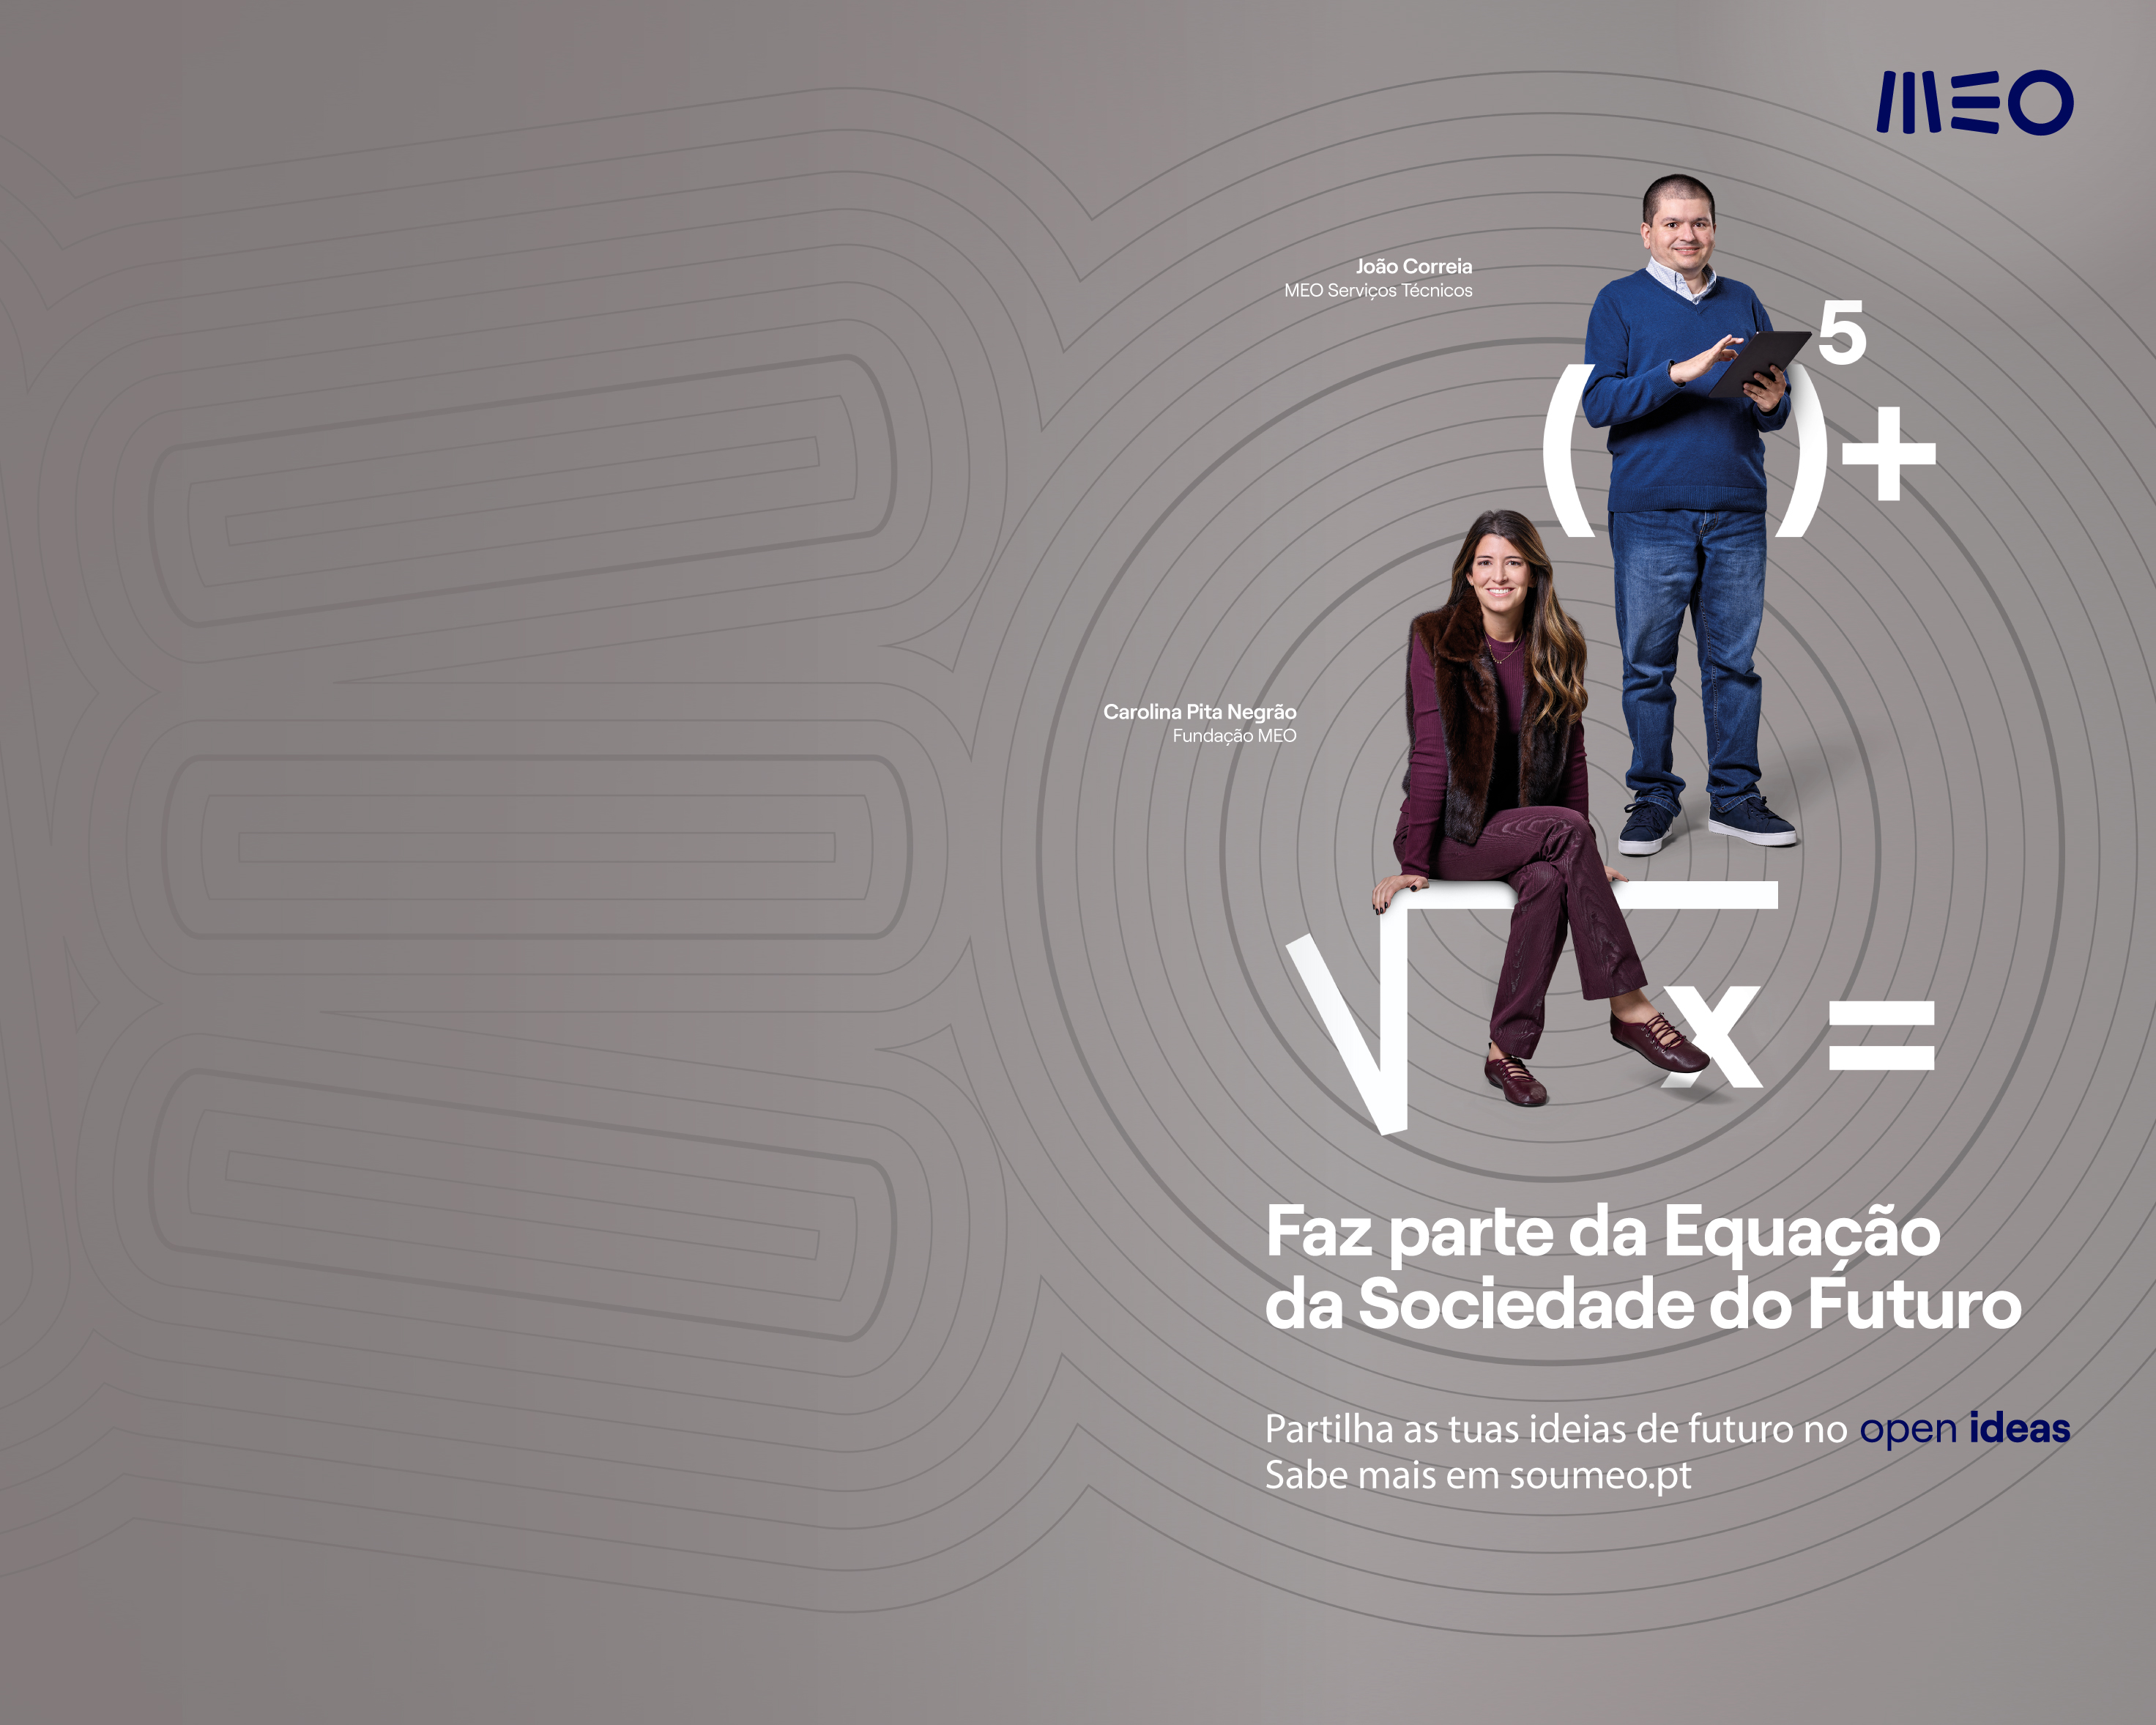 MEO
João Correia
MEO Serviços Técnicos
( )⁵ +
Carolina Pita Negrão
Fundação MEO
√x =
Faz parte da Equação
da Sociedade do Futuro
Partilha as tuas ideias de futuro no open ideas
Sabe mais em soumeo.pt